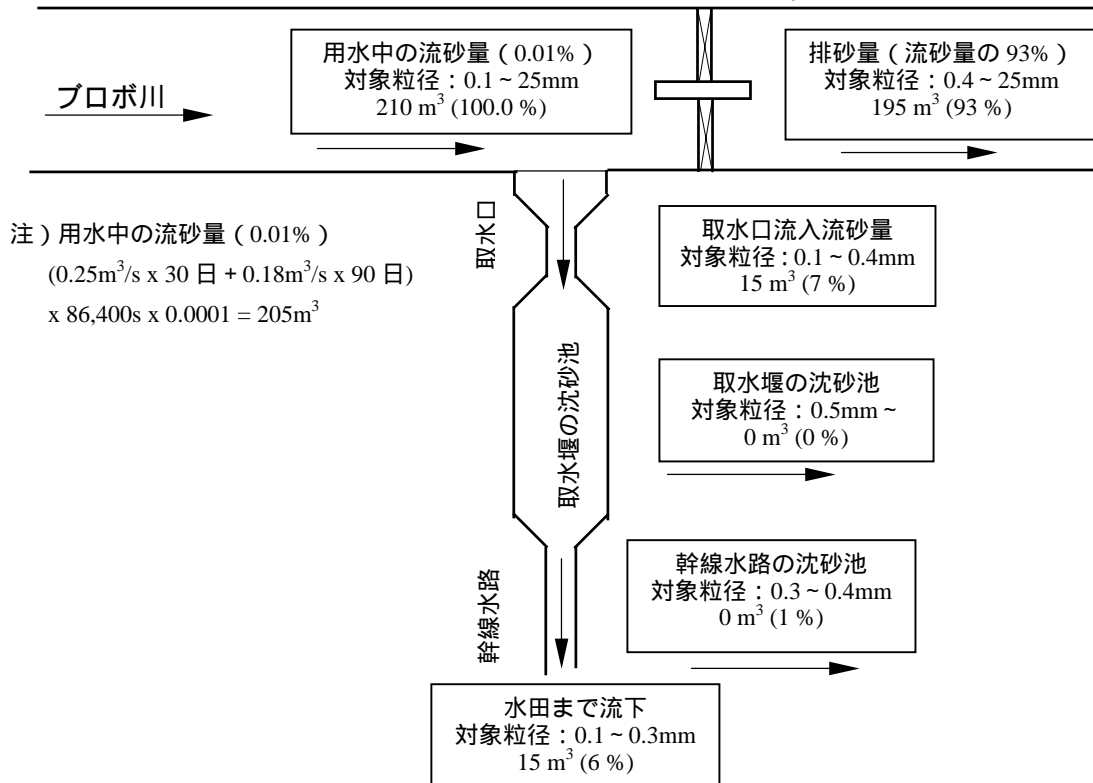 用水中の流砂量(0.01%)
対象粒径:0.1~25mm
210 m³ (100.0 %)
排砂量(流砂量の 93%)
対象粒径:0.4~25mm
195 m³ (93 %)
ブロボ川
注)用水中の流砂量(0.01%)
(0.25m³/s x 30 日 + 0.18m³/s x 90 日)
x 86,400s x 0.0001 = 205m³
取水口
取水口流入流砂量
対象粒径:0.1~0.4mm
15 m³ (7 %)
取水堰の沈砂池
取水堰の沈砂池
対象粒径:0.5mm~
0 m³ (0 %)
幹線水路
幹線水路の沈砂池
対象粒径:0.3~0.4mm
0 m³ (1 %)
水田まで流下
対象粒径:0.1~0.3mm
15 m³ (6 %)